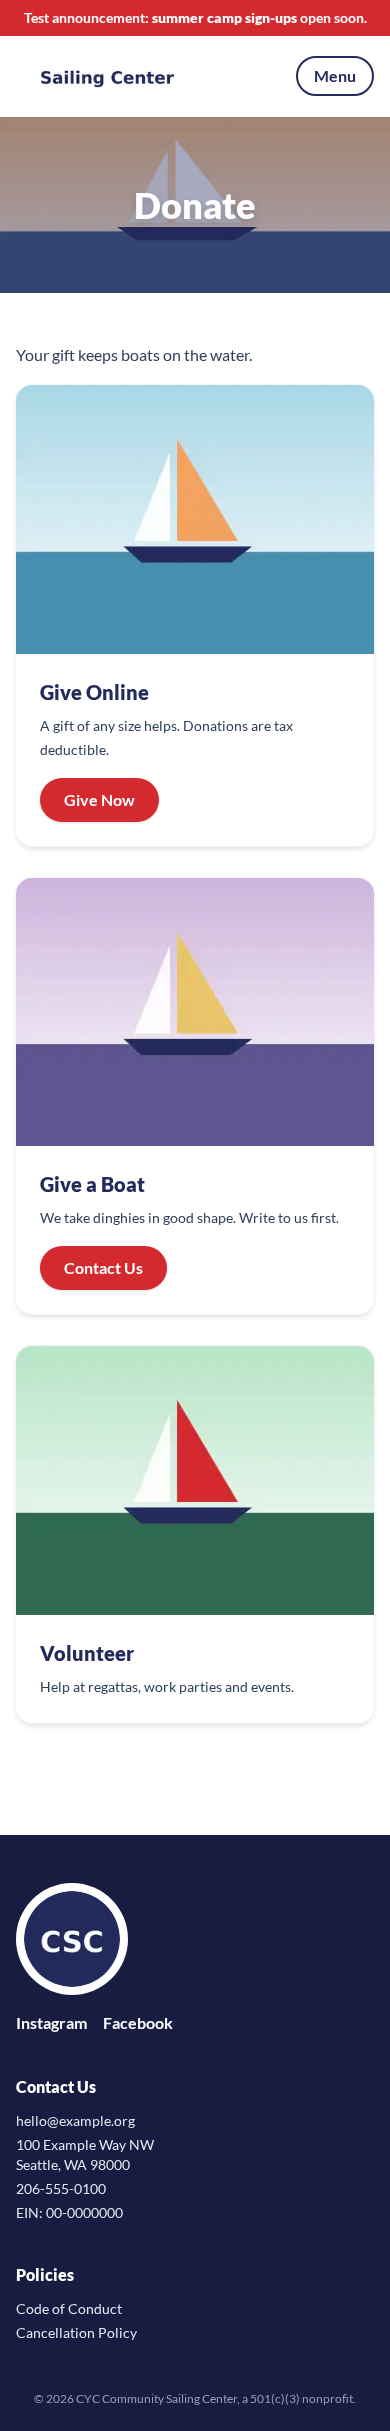 Test announcement: summer camp sign-ups open soon.
Sailing Center
Menu
Donate
Your gift keeps boats on the water.
Give Online
A gift of any size helps. Donations are tax
deductible.
Give Now
Give a Boat
We take dinghies in good shape. Write to us first.
Contact Us
Volunteer
Help at regattas, work parties and events.
CSC
Instagram Facebook
Contact Us
hello@example.org
100 Example Way NW
Seattle, WA 98000
206-555-0100
EIN: 00-0000000
Policies
Code of Conduct
Cancellation Policy
© 2026 CYC Community Sailing Center, a 501(c)(3) nonprofit.